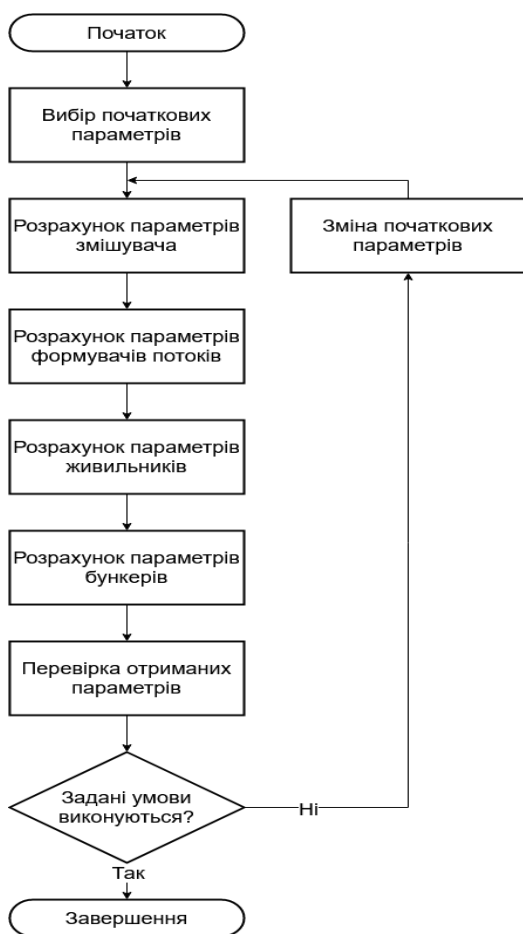 Початок
Вибір початкових
параметрів
Розрахунок параметрів
змішувача
Зміна початкових
параметрів
Розрахунок параметрів
формувачів потоків
Розрахунок параметрів
живильників
Розрахунок параметрів
бункерів
Перевірка отриманих
параметрів
Задані умови
виконуються?
Ні
Так
Завершення